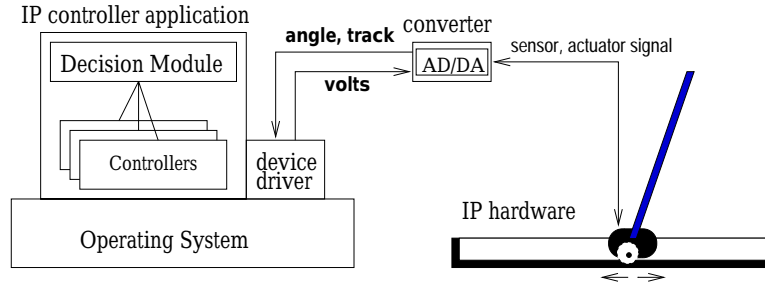 IP controller application
Decision Module
Controllers
device
driver
Operating System
angle, track
volts
converter
AD/DA
sensor, actuator signal
IP hardware